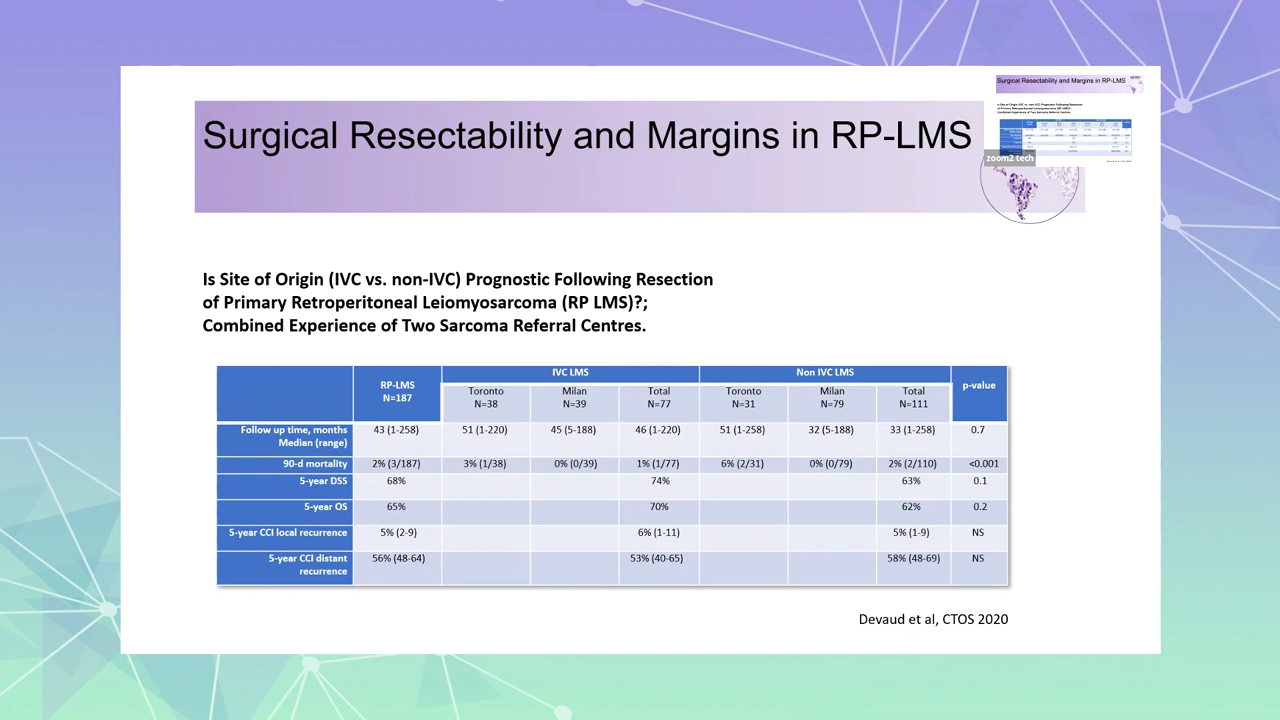 Surgical Resectability and Margins in RP-LMS
Surgical Resectability and Margins in RP-LMS
zoom2 tech
Is Site of Origin (IVC vs. non-IVC) Prognostic Following Resection
of Primary Retroperitoneal Leiomyosarcoma (RP LMS)?;
Combined Experience of Two Sarcoma Referral Centres.
RP-LMS
N=187
IVC LMS
Non IVC LMS
p-value
Toronto
N=38
Milan
N=39
Total
N=77
Toronto
N=31
Milan
N=79
Total
N=111
Follow up time, months
Median (range)
43 (1-258) 51 (1-220) 45 (5-188) 46 (1-220) 51 (1-258) 32 (5-188) 33 (1-258) 0.7
90-d mortality 2% (3/187) 3% (1/38) 0% (0/39) 1% (1/77) 6% (2/31) 0% (0/79) 2% (2/110) <0.001
5-year DSS 68% 74% 63% 0.1
5-year OS 65% 70% 62% 0.2
5-year CCI local recurrence 5% (2-9) 6% (1-11) 5% (1-9) NS
5-year CCI distant
recurrence
56% (48-64) 53% (40-65) 58% (48-69) NS
Devaud et al, CTOS 2020